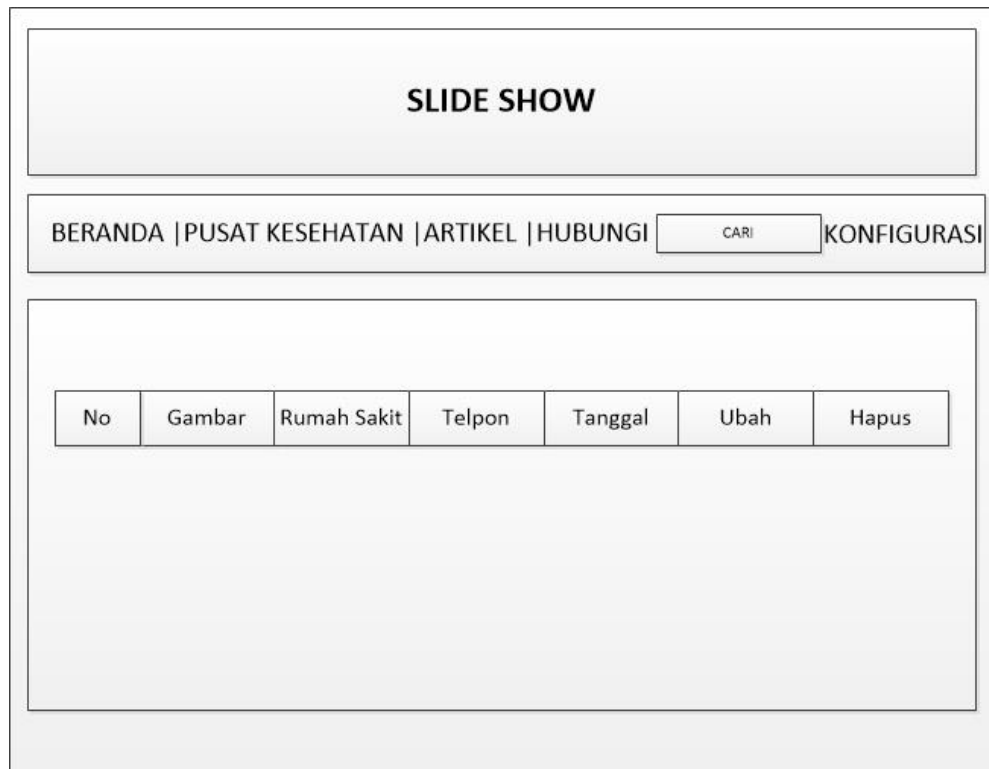 SLIDE SHOW
BERANDA |PUSAT KESEHATAN |ARTIKEL |HUBUNGI CARI KONFIGURASI
No Gambar Rumah Sakit Telpon Tanggal Ubah Hapus